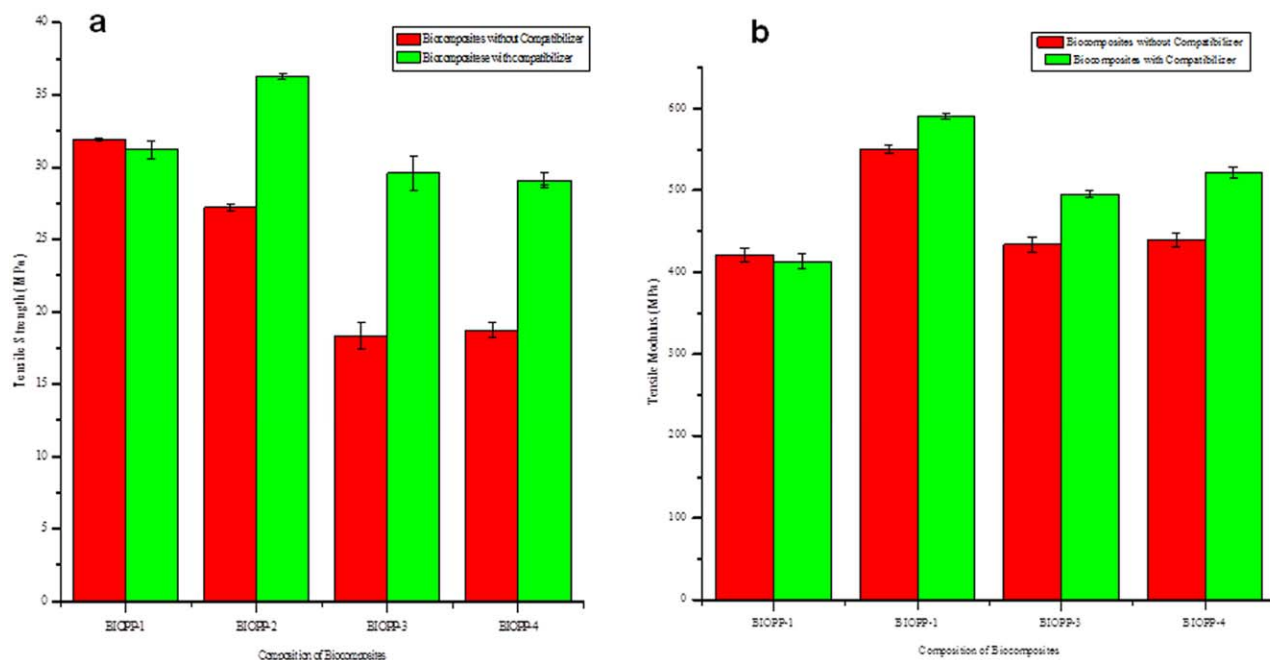 a
Biocomposites without Compatibilizer
Biocompositese with compatibilizer
40
35
30
25
20
15
10
5
0
Tensile Strength (MPa)
BIOPP-1 BIOPP-2 BIOPP-3 BIOPP-4
Composition of Biocomposites
b
Biocomposites without Compatibilizer
Biocomposites with Compatibilizer
600
500
400
300
200
100
0
Tensile Modulus (MPa)
BIOPP-1 BIOPP-1 BIOPP-3 BIOPP-4
Composition of Biocomposites